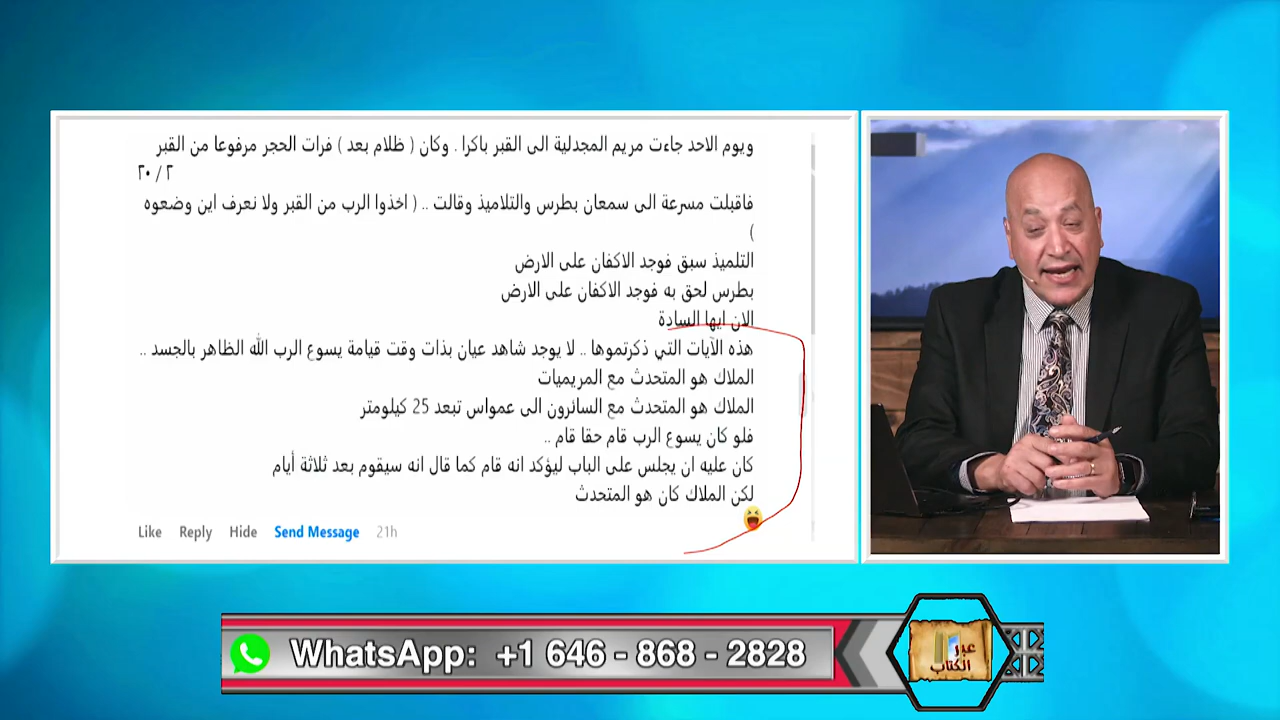 ويوم الاحد جاءت مريم المجدلية الى القبر باكرا . وكان ( ظلام بعد ) فرات الحجر مرفوعا من القبر
٢٠/٢
فاقبلت مسرعة الى سمعان بطرس والتلاميذ وقالت .. ( اخذوا الرب من القبر ولا نعرف اين وضعوه
)
التلميذ سبق فوجد الاكفان على الارض
بطرس لحق به فوجد الاكفان على الارض
الان ايها السادة
هذه الآيات التي ذكرتموها .. لا يوجد شاهد عيان بذات وقت قيامة يسوع الرب الله الظاهر بالجسد ..
الملاك هو المتحدث مع المريميات
الملاك هو المتحدث مع السائرون الى عمواس تبعد 25 كيلومتر
فلو كان يسوع الرب قام حقا قام ..
كان عليه ان يجلس على الباب ليؤكد انه قام كما قال انه سيقوم بعد ثلاثة أيام
لكن الملاك كان هو المتحدث
😆
Like Reply Hide Send Message 21h
WhatsApp: +1 646 - 868 - 2828
عبر
الكتاب